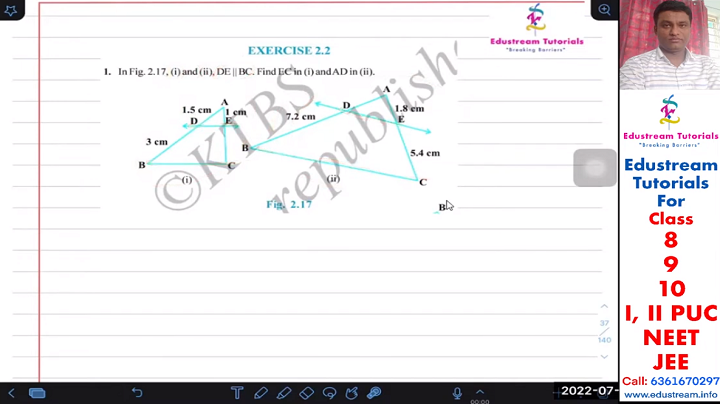 EXERCISE 2.2
1. In Fig. 2.17, (i) and (ii), DE || BC. Find EC in (i) and AD in (ii).
A
1.5 cm
1 cm
D
E
3 cm
B
C
(i)
A
D
1.8 cm
7.2 cm
E
B
5.4 cm
C
(ii)
Fig. 2.17
B
©KTBS
republishe
Edustream Tutorials
"Breaking Barriers"
37
140
T
00:00
2022-07-
Edustream Tutorials
"Breaking Barriers"
Edustream
Tutorials
For
Class
8
9
10
I, II PUC
NEET
JEE
Call: 6361670297
www.edustream.info